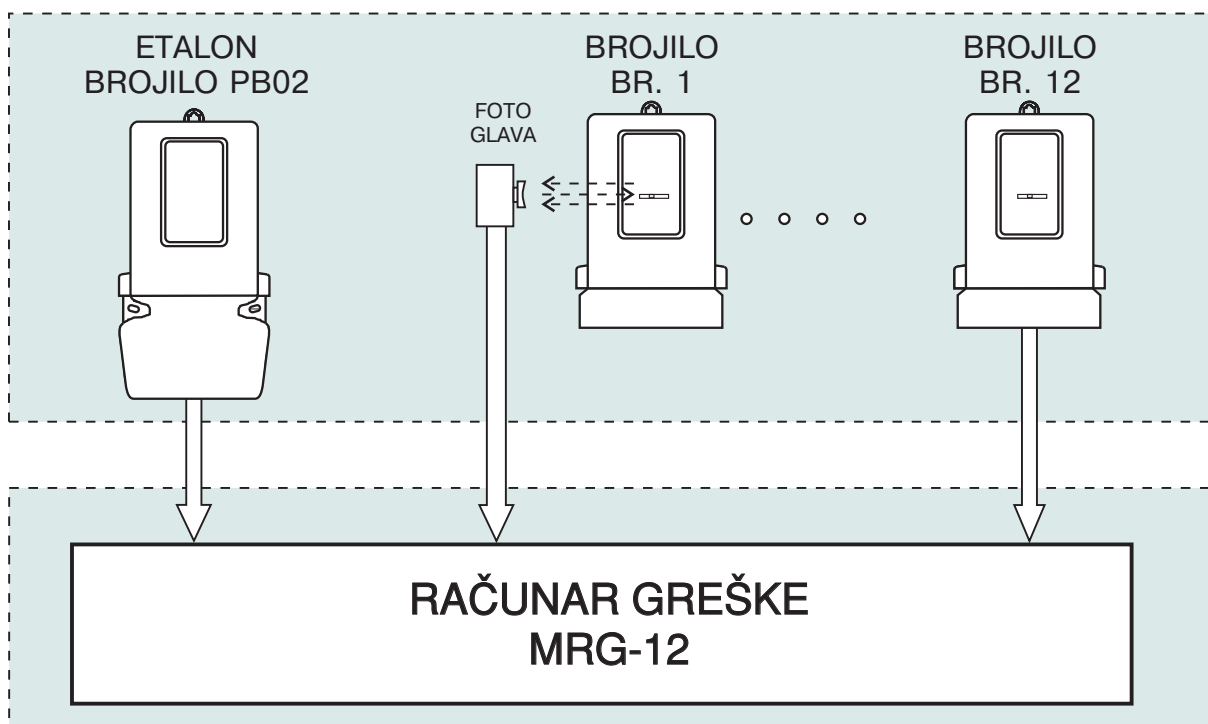 ETALON
BROJILO PB02
FOTO
GLAVA
BROJILO
BR. 1
BROJILO
BR. 12
RAČUNAR GREŠKE
MRG-12